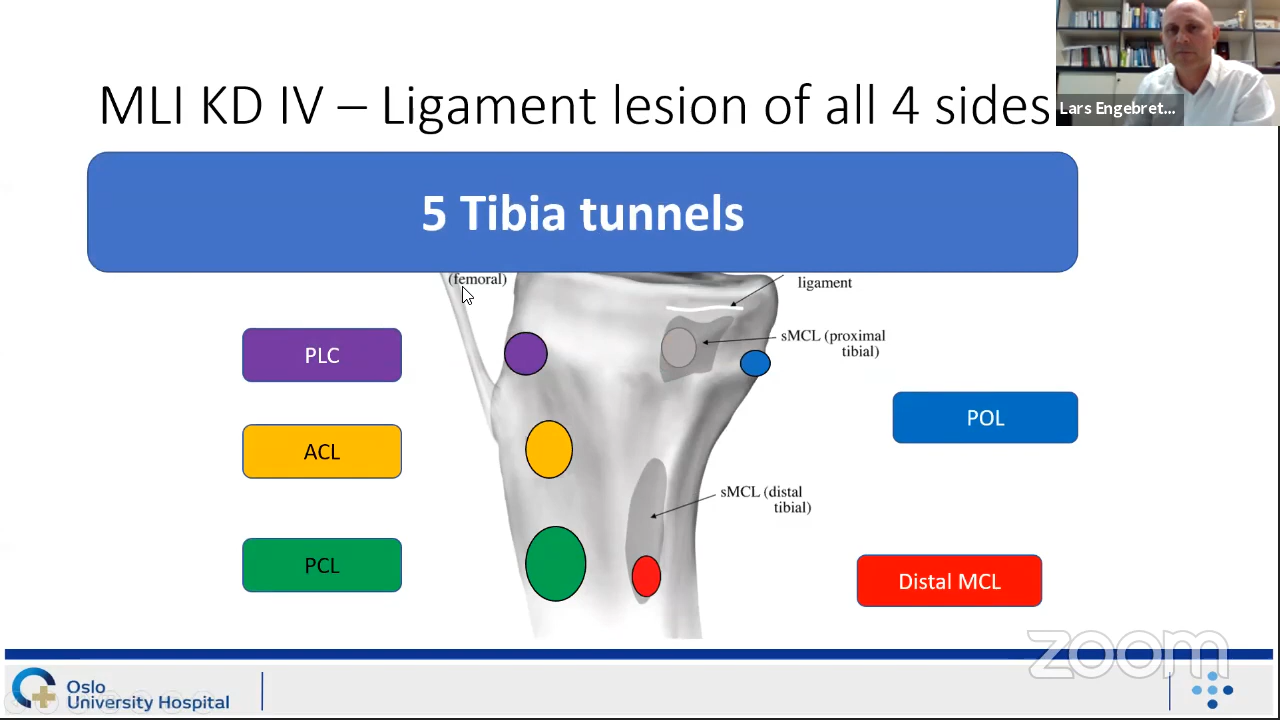 MLI KD IV – Ligament lesion of all 4 sides
Lars Engebret...
5 Tibia tunnels
(femoral)
ligament
sMCL (proximal
tibial)
PLC
POL
ACL
sMCL (distal
tibial)
PCL
Distal MCL
zoom
Oslo
University Hospital